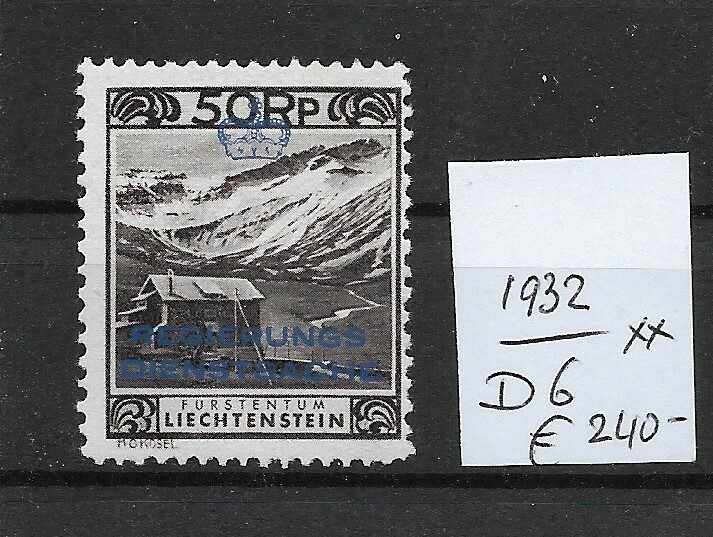 50 RP
REGIERUNGS
DIENSTSACHE
FÜRSTENTUM
LIECHTENSTEIN
1932
XX
D6
€ 240-